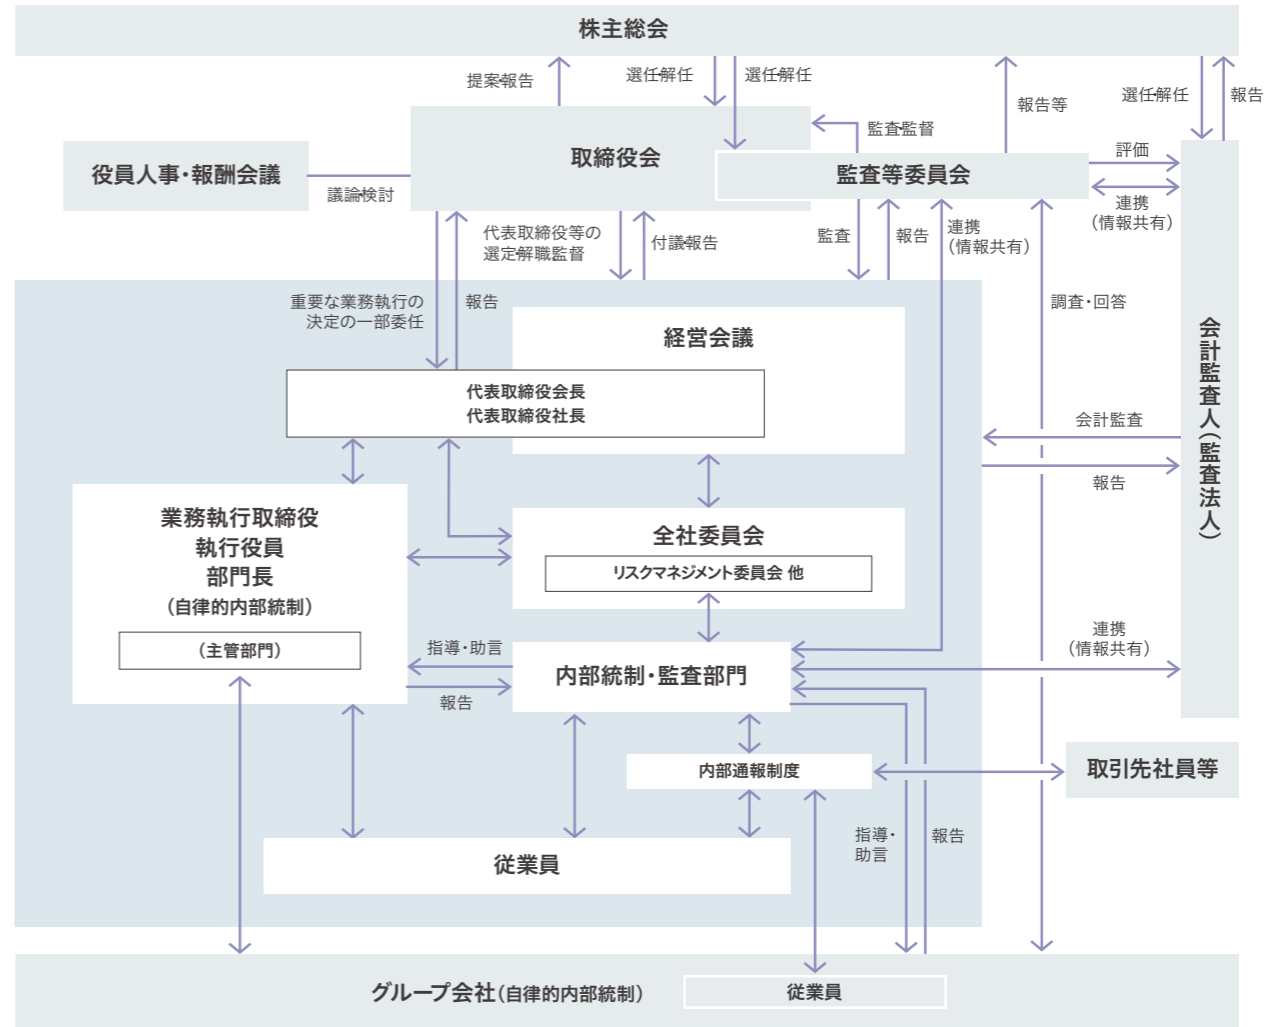 株主総会
提案・報告
選任・解任
選任・解任
報告等
選任・解任
報告
監査・監督
取締役会
監査等委員会
評価
連携
（情報共有）
役員人事・報酬会議
議論・検討
代表取締役等の
選定・解職監督
付議・報告
監査
報告
連携
（情報共有）
重要な業務執行の
決定の一部委任
報告
調査・回答
経営会議
代表取締役会長
代表取締役社長
会計監査人（監査法人）
会計監査
報告
業務執行取締役
執行役員
部門長
（自律的内部統制）
（主管部門）
全社委員会
リスクマネジメント委員会 他
指導・助言
報告
内部統制・監査部門
連携
（情報共有）
内部通報制度
取引先社員等
指導・
助言
報告
従業員
グループ会社（自律的内部統制）
従業員